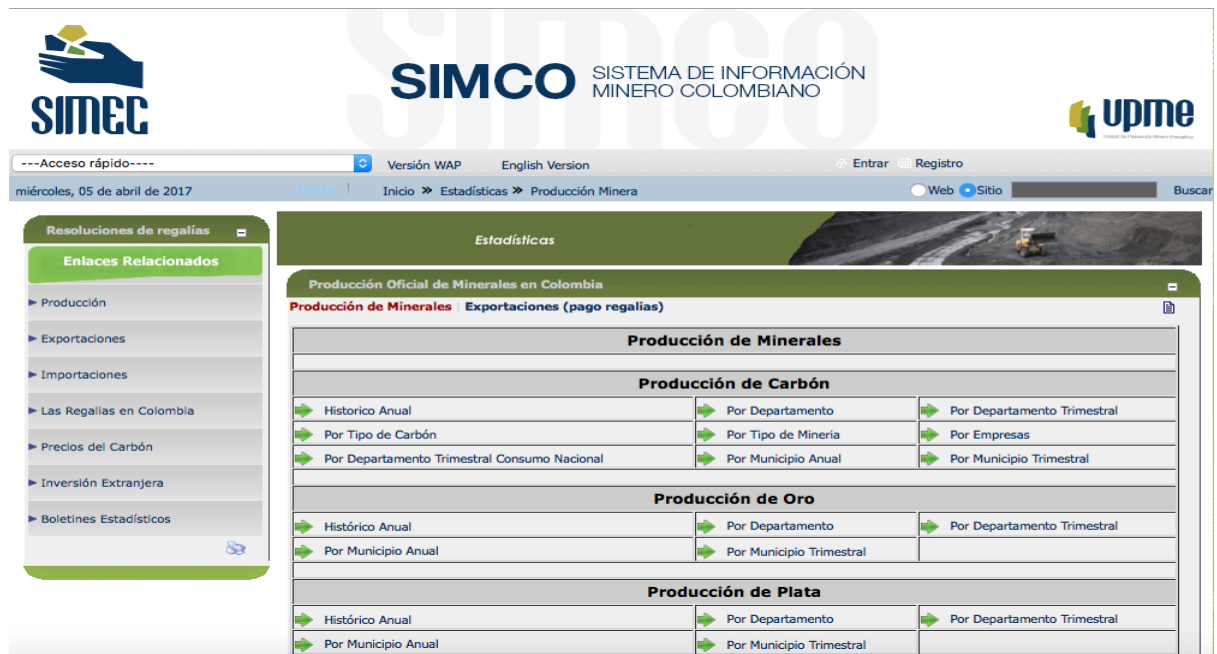 SIMEC
SIMCO SISTEMA DE INFORMACIÓN
MINERO COLOMBIANO
upme
Unidad de Planeación Minero Energética
---Acceso rápido---- Versión WAP English Version Entrar Registro
miércoles, 05 de abril de 2017 Inicio | Inicio » Estadísticas » Producción Minera Web Sitio Buscar
Resoluciones de regalías
Enlaces Relacionados
Producción
Exportaciones
Importaciones
Las Regalias en Colombia
Precios del Carbón
Inversión Extranjera
Boletines Estadísticos
Estadísticas
Producción Oficial de Minerales en Colombia
Producción de Minerales | Exportaciones (pago regalias)
Producción de Minerales
Producción de Carbón
Historico Anual Por Departamento Por Departamento Trimestral
Por Tipo de Carbón Por Tipo de Mineria Por Empresas
Por Departamento Trimestral Consumo Nacional Por Municipio Anual Por Municipio Trimestral
Producción de Oro
Histórico Anual Por Departamento Por Departamento Trimestral
Por Municipio Anual Por Municipio Trimestral
Producción de Plata
Histórico Anual Por Departamento Por Departamento Trimestral
Por Municipio Anual Por Municipio Trimestral